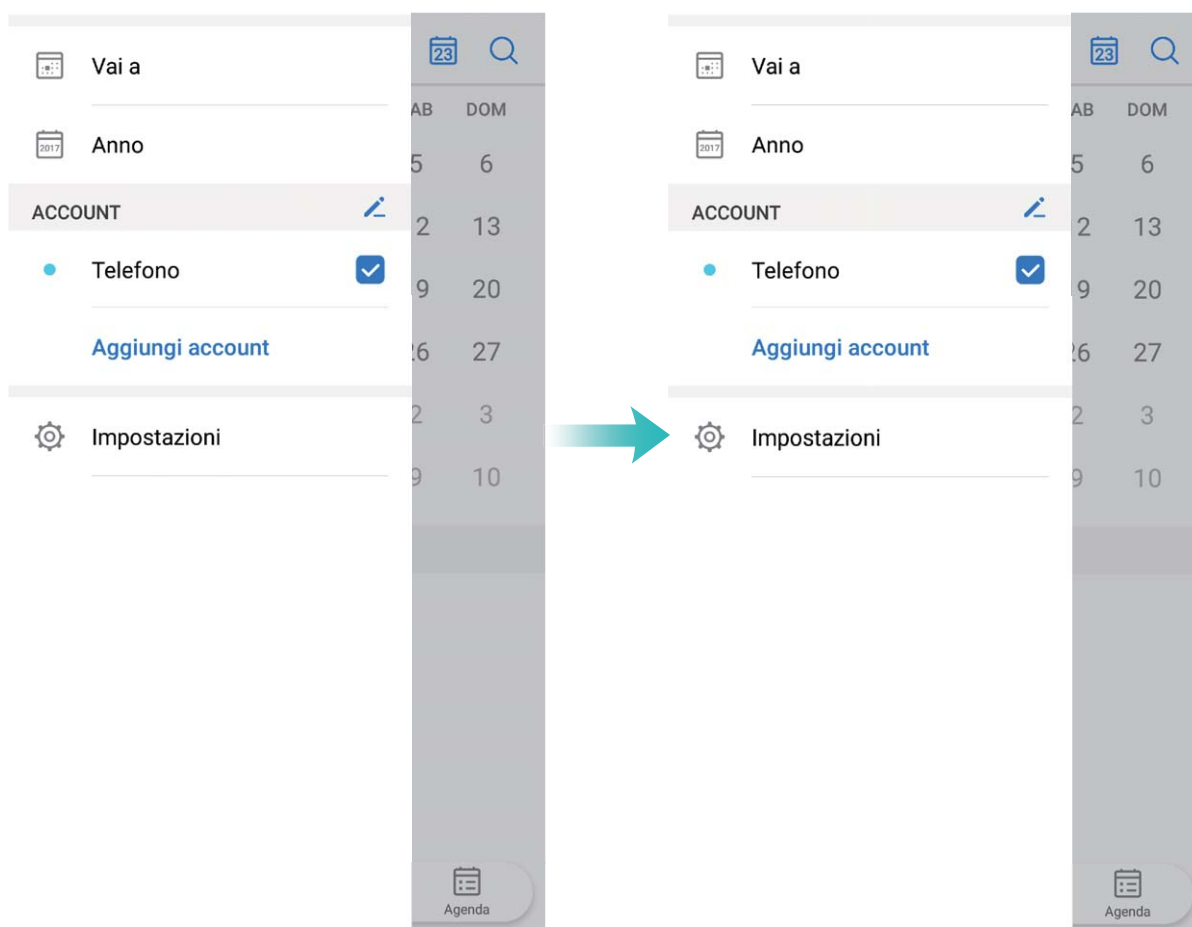 Vai a
2017
Anno
ACCOUNT
Telefono
Aggiungi account
Impostazioni
23
AB DOM
5 6
2 13
9 20
26 27
2 3
9 10
Agenda
Vai a
2017
Anno
ACCOUNT
Telefono
Aggiungi account
Impostazioni
23
AB DOM
5 6
2 13
9 20
26 27
2 3
9 10
Agenda